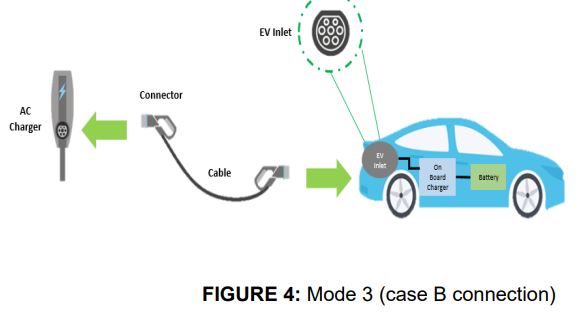 EV Inlet
AC
Charger
Connector
Cable
EV
Inlet
On
Board
Charger
Battery
FIGURE 4: Mode 3 (case B connection)